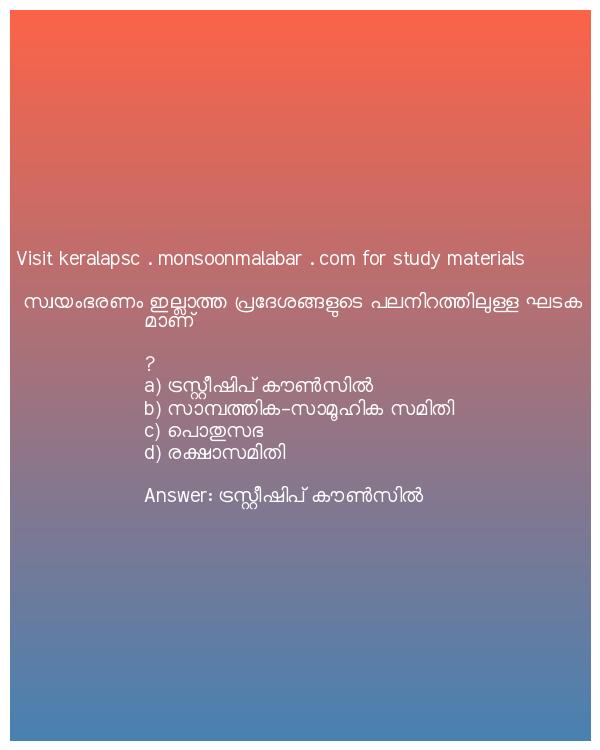 Visit keralapsc . monsoonmalabar . com for study materials
സ്വയംഭരണം ഇല്ലാത്ത പ്രദേശങ്ങളുടെ പലനിറത്തിലുള്ള ഘടക
മാണ്
?
a) ട്രസ്റ്റീഷിപ് കൗൺസിൽ
b) സാമ്പത്തിക-സാമൂഹിക സമിതി
c) പൊതുസഭ
d) രക്ഷാസമിതി
Answer: ട്രസ്റ്റീഷിപ് കൗൺസിൽ